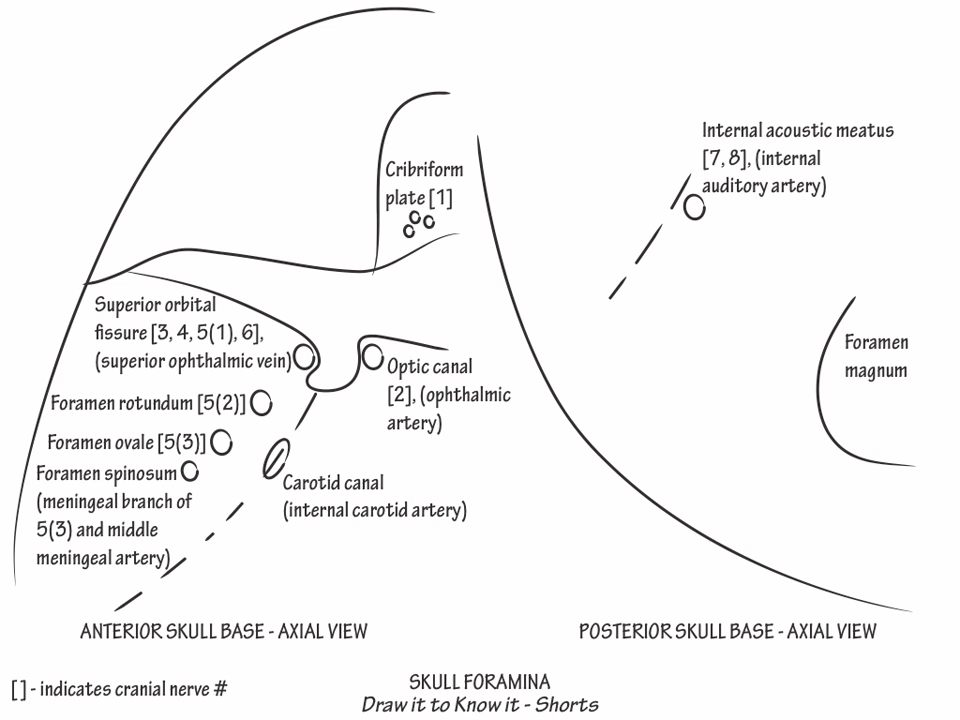 Cribriform
plate [1]
Superior orbital
fissure [3, 4, 5(1), 6],
(superior ophthalmic vein)
Optic canal
[2], (ophthalmic
artery)
Foramen rotundum [5(2)]
Foramen ovale [5(3)]
Foramen spinosum
(meningeal branch of
5(3) and middle
meningeal artery)
Carotid canal
(internal carotid artery)
ANTERIOR SKULL BASE - AXIAL VIEW
Internal acoustic meatus
[7, 8], (internal
auditory artery)
Foramen
magnum
POSTERIOR SKULL BASE - AXIAL VIEW
[ ] - indicates cranial nerve #
SKULL FORAMINA
Draw it to Know it - Shorts